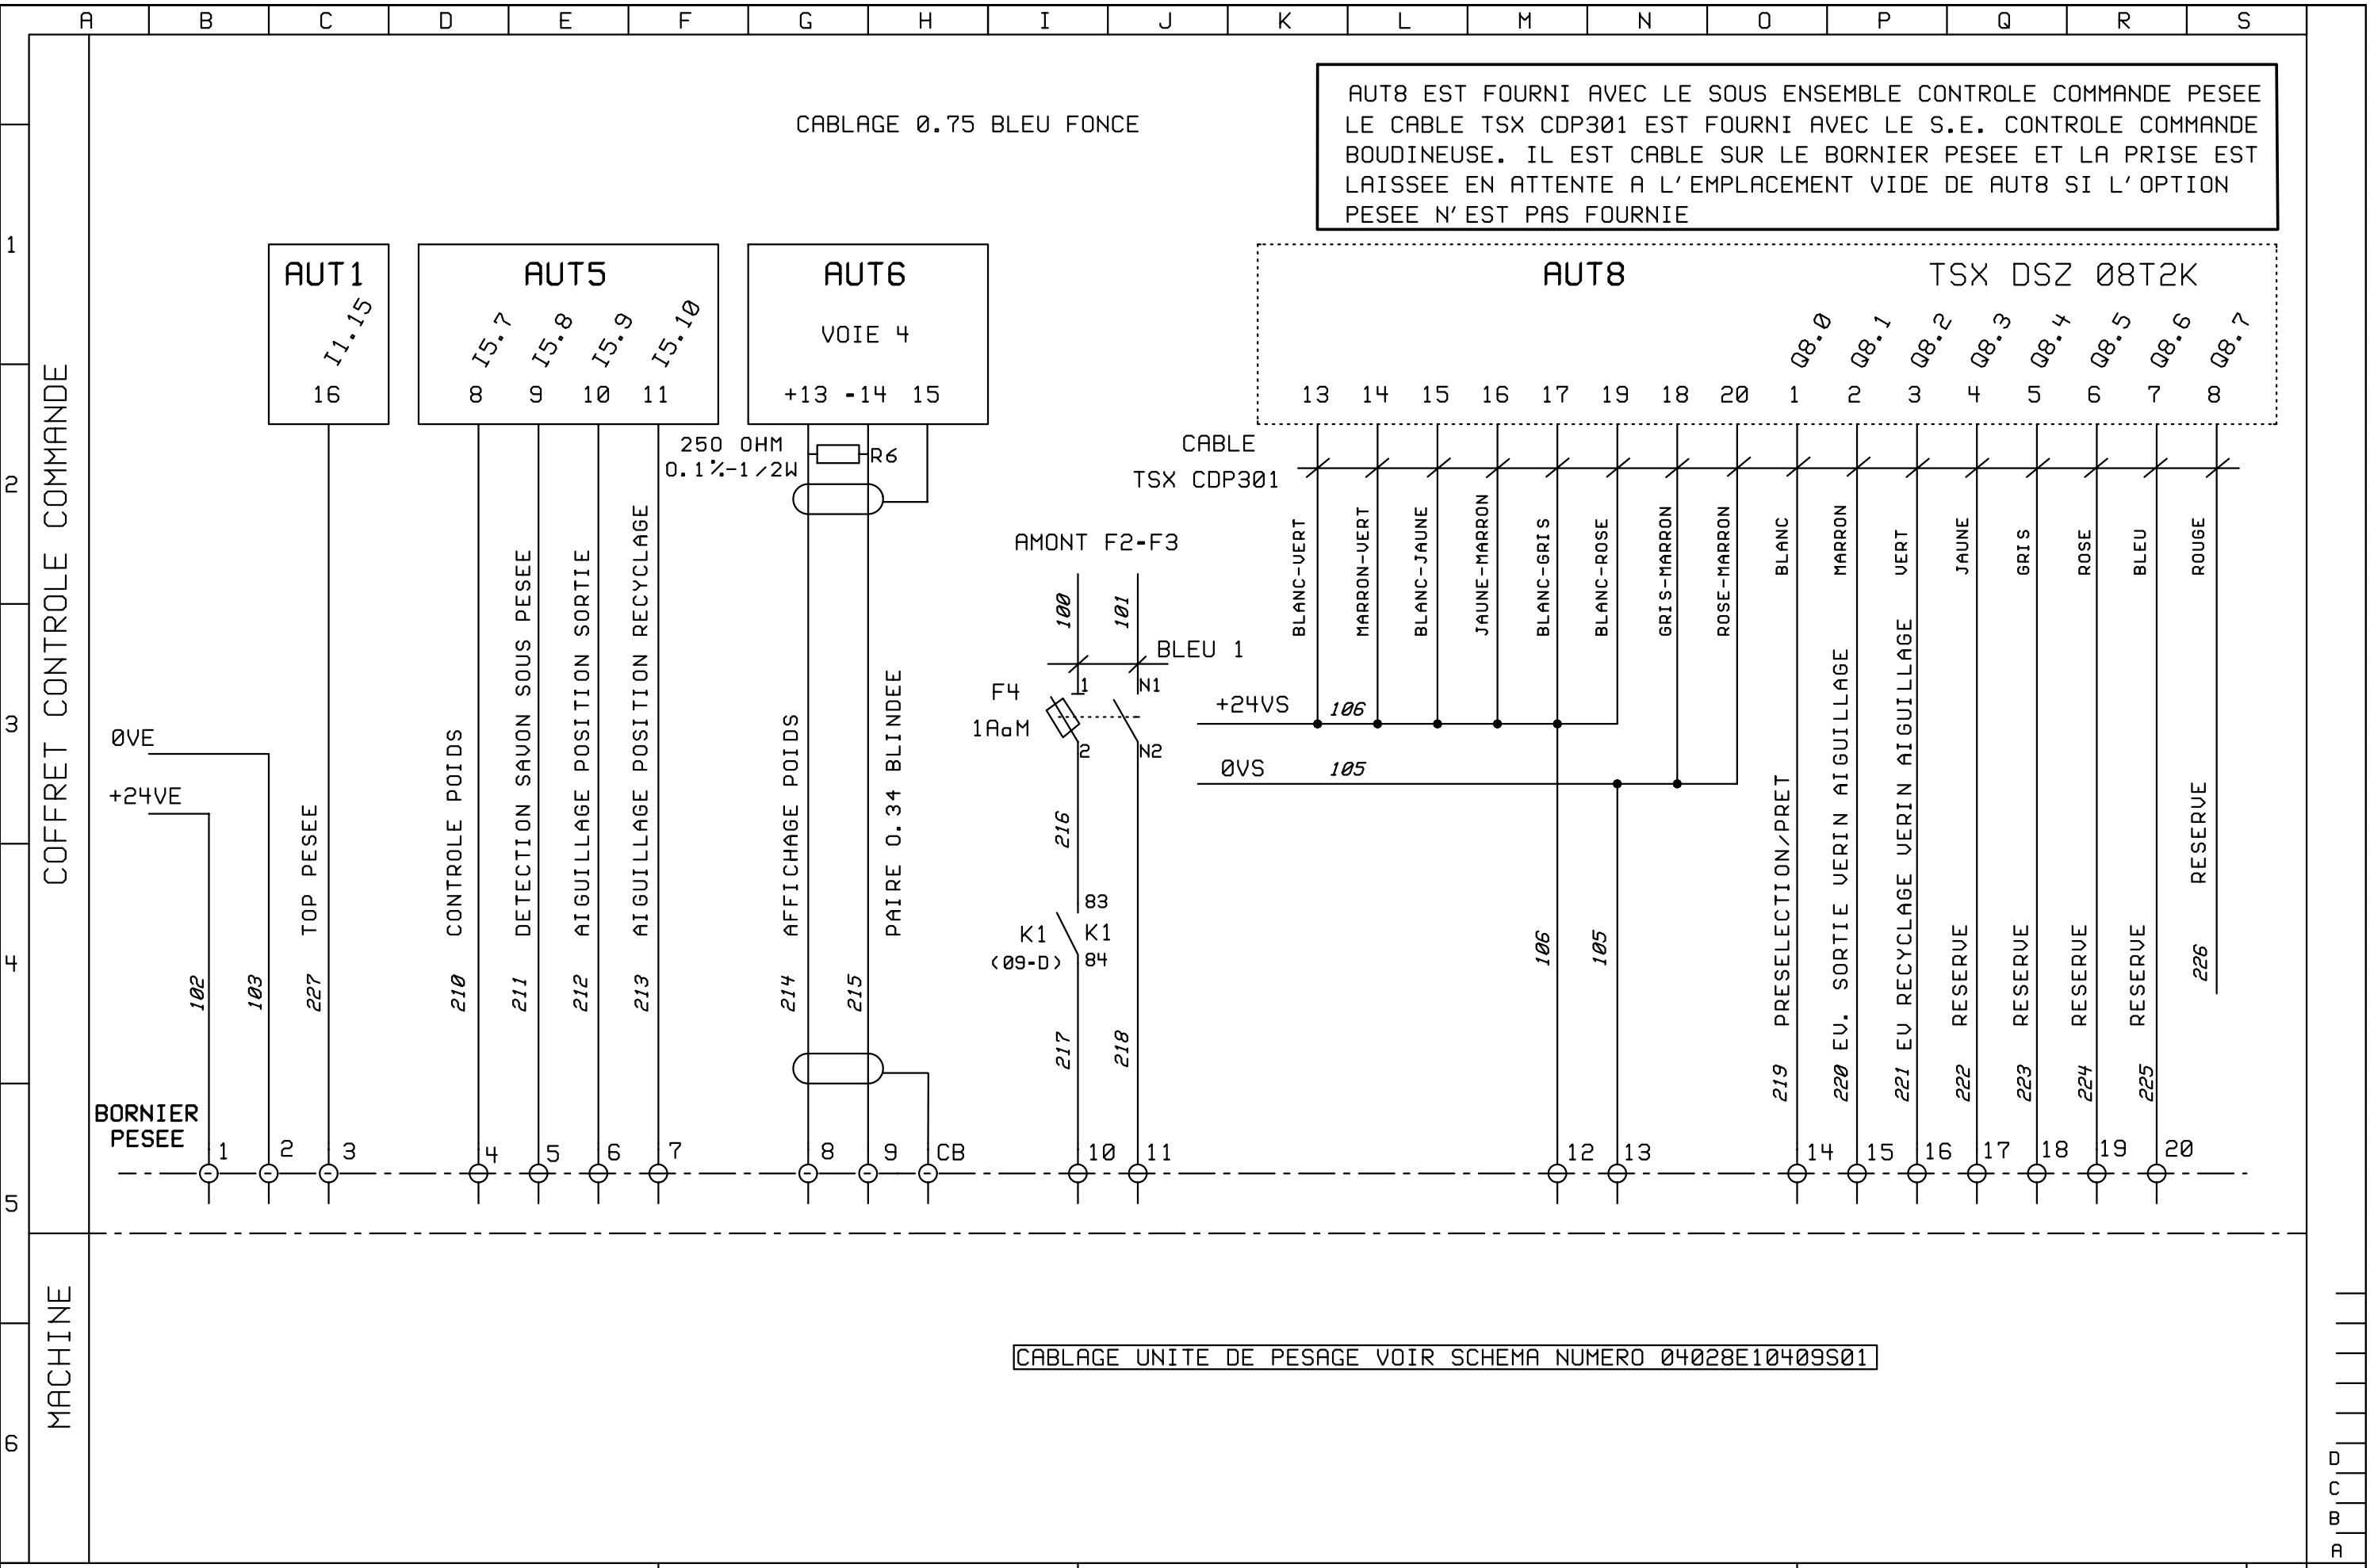 A B C D E F G H I J K L M N O P Q R S
CABLAGE 0.75 BLEU FONCE
AUT8 EST FOURNI AVEC LE SOUS ENSEMBLE CONTROLE COMMANDE PESEE
LE CABLE TSX CDP301 EST FOURNI AVEC LE S.E. CONTROLE COMMANDE
BOUDINEUSE. IL EST CABLE SUR LE BORNIER PESEE ET LA PRISE EST
LAISSEE EN ATTENTE A L'EMPLACEMENT VIDE DE AUT8 SI L'OPTION
PESEE N'EST PAS FOURNIE
1
2
3
4
5
6
COFFRET CONTROLE COMMANDE
MACHINE
AUT1
I1.15
16
AUT5
I5.7
I5.8
I5.9
I5.10
8 9 10 11
AUT6
VOIE 4
+13 -14 15
AUT8
TSX DSZ 08T2K
Q8.0
Q8.1
Q8.2
Q8.3
Q8.4
Q8.5
Q8.6
Q8.7
13 14 15 16 17 19 18 20 1 2 3 4 5 6 7 8
250 OHM
0.1%-1/2W
R6
CABLE
TSX CDP301
BLANC-VERT
MARRON-VERT
BLANC-JAUNE
JAUNE-MARRON
BLANC-GRIS
BLANC-ROSE
GRIS-MARRON
ROSE-MARRON
BLANC
MARRON
VERT
JAUNE
GRIS
ROSE
BLEU
ROUGE
AMONT F2-F3
100
101
BLEU 1
F4
1AaM
1
N1
2
N2
+24VS
106
0VS
105
0VE
+24VE
102
103
TOP PESEE
227
CONTROLE POIDS
210
DETECTION SAVON SOUS PESEE
211
AIGUILLAGE POSITION SORTIE
212
AIGUILLAGE POSITION RECYCLAGE
213
AFFICHAGE POIDS
214
215
PAIRE 0.34 BLINDEE
216
83
K1
K1
(09-D)
84
217
218
106
105
PRESELECTION/PRET
219
EV. SORTIE VERIN AIGUILLAGE
220
EV RECYCLAGE VERIN AIGUILLAGE
221
RESERVE
222
RESERVE
223
RESERVE
224
RESERVE
225
RESERVE
226
BORNIER
PESEE
1 2 3 4 5 6 7 8 9 CB 10 11 12 13 14 15 16 17 18 19 20
CABLAGE UNITE DE PESAGE VOIR SCHEMA NUMERO 04028E10409S01
D
C
B
A